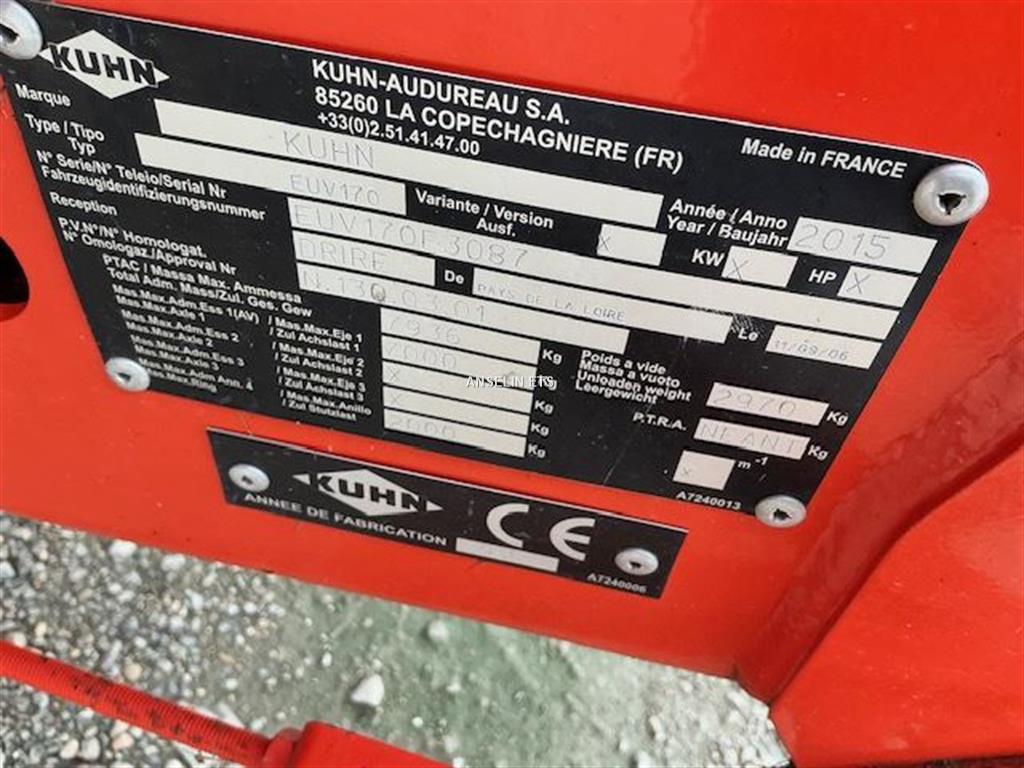 KUHN
KUHN-AUDUREAU S.A.
85260 LA COPECHAGNIERE (FR)
+33(0)2.51.41.47.00
Made in FRANCE
Marque
KUHN
Année / Anno
Year / Baujahr
2015
Type / Tipo
Typ
EUV170
Variante / Version
Ausf.
X
KW
X
HP
X
N° Serie/N° Teleio/Serial Nr
Fahrzeugidentifizierungsnummer
EUV170F 3087
Reception
DRIRE
De
PAYS DE LA LOIRE
Le
11/09/06
P.V.N°/N° Homologat.
N° Omologaz./Approval Nr
N.130.03.01
PTAC / Massa Max. Ammessa
Total Adm. Mass/Zul. Ges. Gew
7936
Kg
Poids a vide
Massa a vuoto
Unloaden weight
Leergewicht
2970
Kg
Mas.Max.Adm.Ess 1(AV) / Mas.Max.Eje 1
Mas.Max.Axle 1 / Zul Achslast 1
7000
Kg
Mas.Max.Adm.Ess 2 / Mas.Max.Eje 2
Mas.Max.Axle 2 / Zul Achslast 2
X
Kg
P.T.R.A.
NEANT
Kg
Mas.Max.Adm.Ess 3 / Mas.Max.Eje 3
Mas.Max.Axle 3 / Zul Achslast 3
X
Kg
Mas.Max.Adm Ann. 4 / Mas.Max.Anillo
Mas.Max.Ring / Zul Stutzlast
2000
Kg
X
m -1
A7240013
ANSELIN ETS
KUHN
ANNEE DE FABRICATION
CE
A7240006